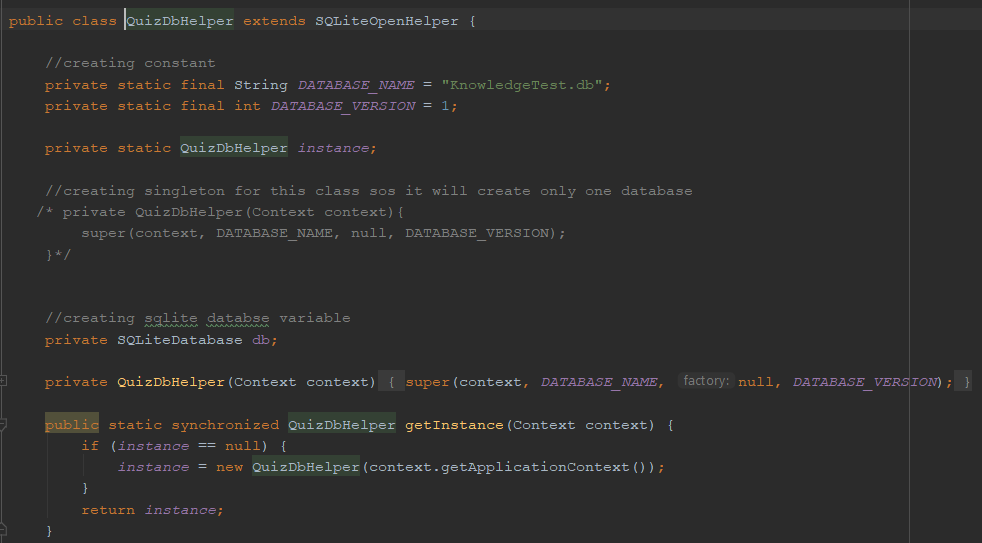 public class QuizDbHelper extends SQLiteOpenHelper {
//creating constant
private static final String DATABASE_NAME = "KnowledgeTest.db";
private static final int DATABASE_VERSION = 1;
private static QuizDbHelper instance;
//creating singleton for this class sos it will create only one database
/* private QuizDbHelper(Context context){
super(context, DATABASE_NAME, null, DATABASE_VERSION);
}*/
//creating sqlite databse variable
private SQLiteDatabase db;
private QuizDbHelper(Context context) { super(context, DATABASE_NAME, factory: null, DATABASE_VERSION); }
public static synchronized QuizDbHelper getInstance(Context context) {
if (instance == null) {
instance = new QuizDbHelper(context.getApplicationContext());
}
return instance;
}